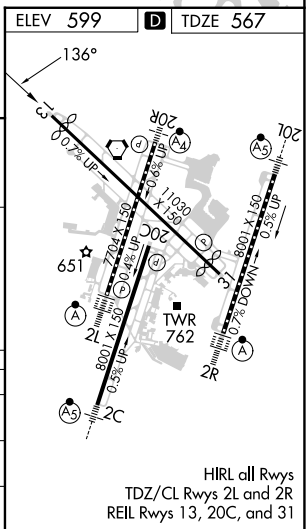 ELEV 599
D
TDZE 567
136°
13
0.7% UP
P
20R
A4
0.6% UP
20L
A5
0.5% UP
11030 X 150
20C
P
7704 X 150
0.4% UP
P
651
P
31
8001 X 150
A
2L
TWR
762
0.7% DOWN
8001 X 150
0.5% UP
A
2R
A5
2C
HIRL all Rwys
TDZ/CL Rwys 2L and 2R
REIL Rwys 13, 20C, and 31